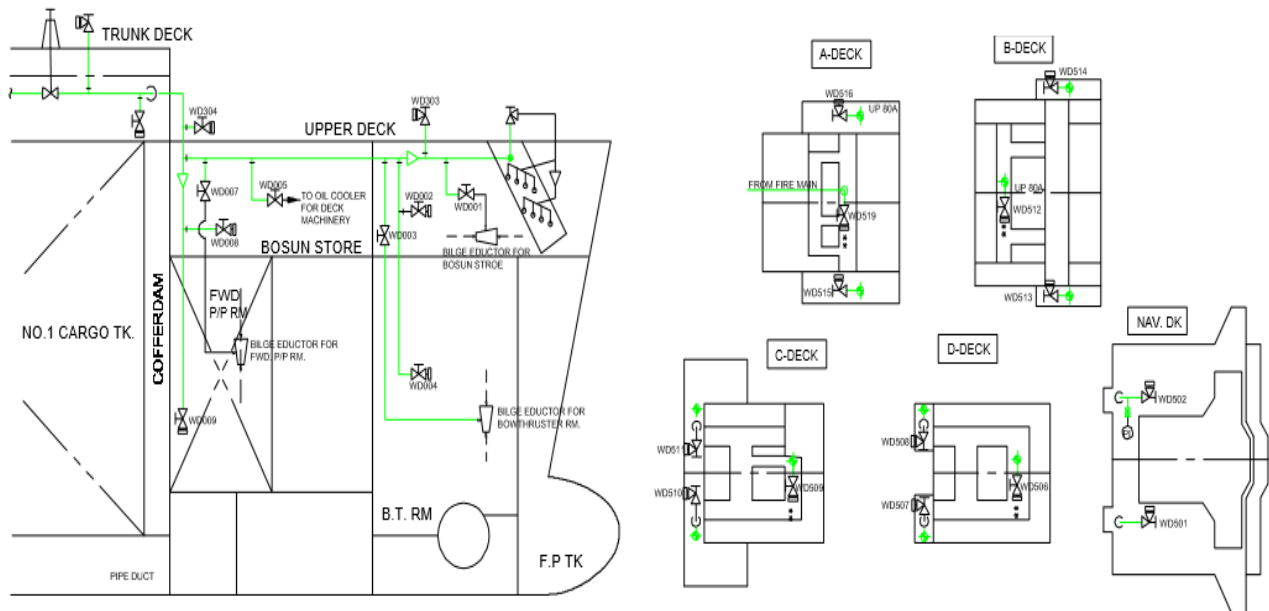 TRUNK DECK
WD304
WD303
UPPER DECK
WD007
WD005
TO OIL COOLER
FOR DECK
MACHINERY
WD002
WD001
WD008
WD003
BOSUN STORE
BILGE EDUCTOR FOR
BOSUN STROE
COFFERDAM
FWD
P/P RM
NO.1 CARGO TK.
BILGE EDUCTOR FOR
FWD. P/P RM.
WD004
WD009
BILGE EDUCTOR FOR
BOWTHRUSTER RM.
B.T. RM
F.P TK
PIPE DUCT
A-DECK
WD516
UP 80A
FROM FIRE MAIN
WD519
**
WD515
B-DECK
WD514
UP 80A
WD512
**
WD513
C-DECK
WD511
WD510
WD509
**
D-DECK
WD508
WD507
WD506
**
NAV. DK
WD502
PI
WD501